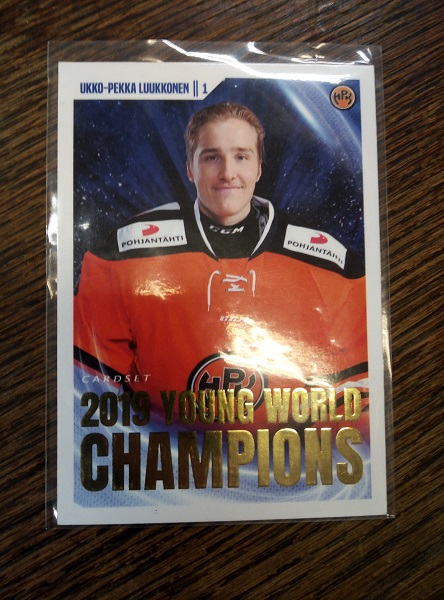 UKKO-PEKKA LUUKKONEN || 1
HPK
POHJANTÄHTI
CCM
POHJANTÄHTI
HPK
CARDSET
2019 YOUNG WORLD
CHAMPIONS